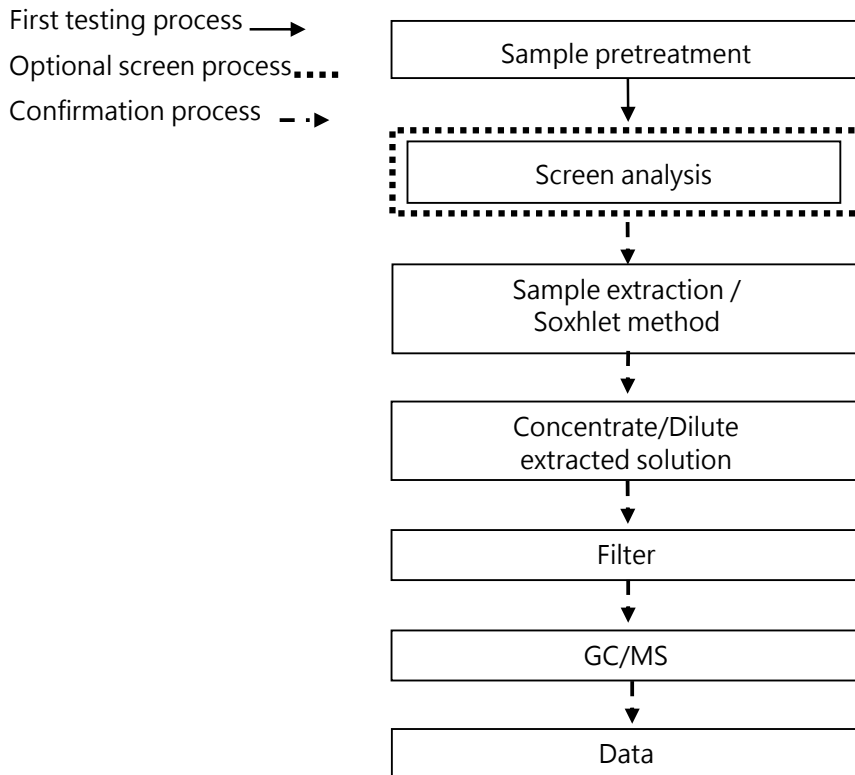 First testing process
Optional screen process
Confirmation process
Sample pretreatment
Screen analysis
Sample extraction /
Soxhlet method
Concentrate/Dilute
extracted solution
Filter
GC/MS
Data